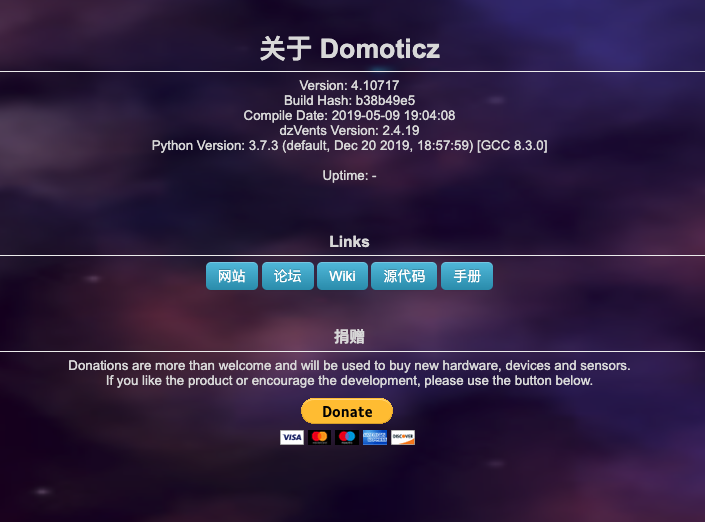 关于 Domoticz
Version: 4.10717
Build Hash: b38b49e5
Compile Date: 2019-05-09 19:04:08
dzVents Version: 2.4.19
Python Version: 3.7.3 (default, Dec 20 2019, 18:57:59) [GCC 8.3.0]
Uptime: -
Links
网站 论坛 Wiki 源代码 手册
捐赠
Donations are more than welcome and will be used to buy new hardware, devices and sensors.
If you like the product or encourage the development, please use the button below.
Donate
VISA DISCOVER